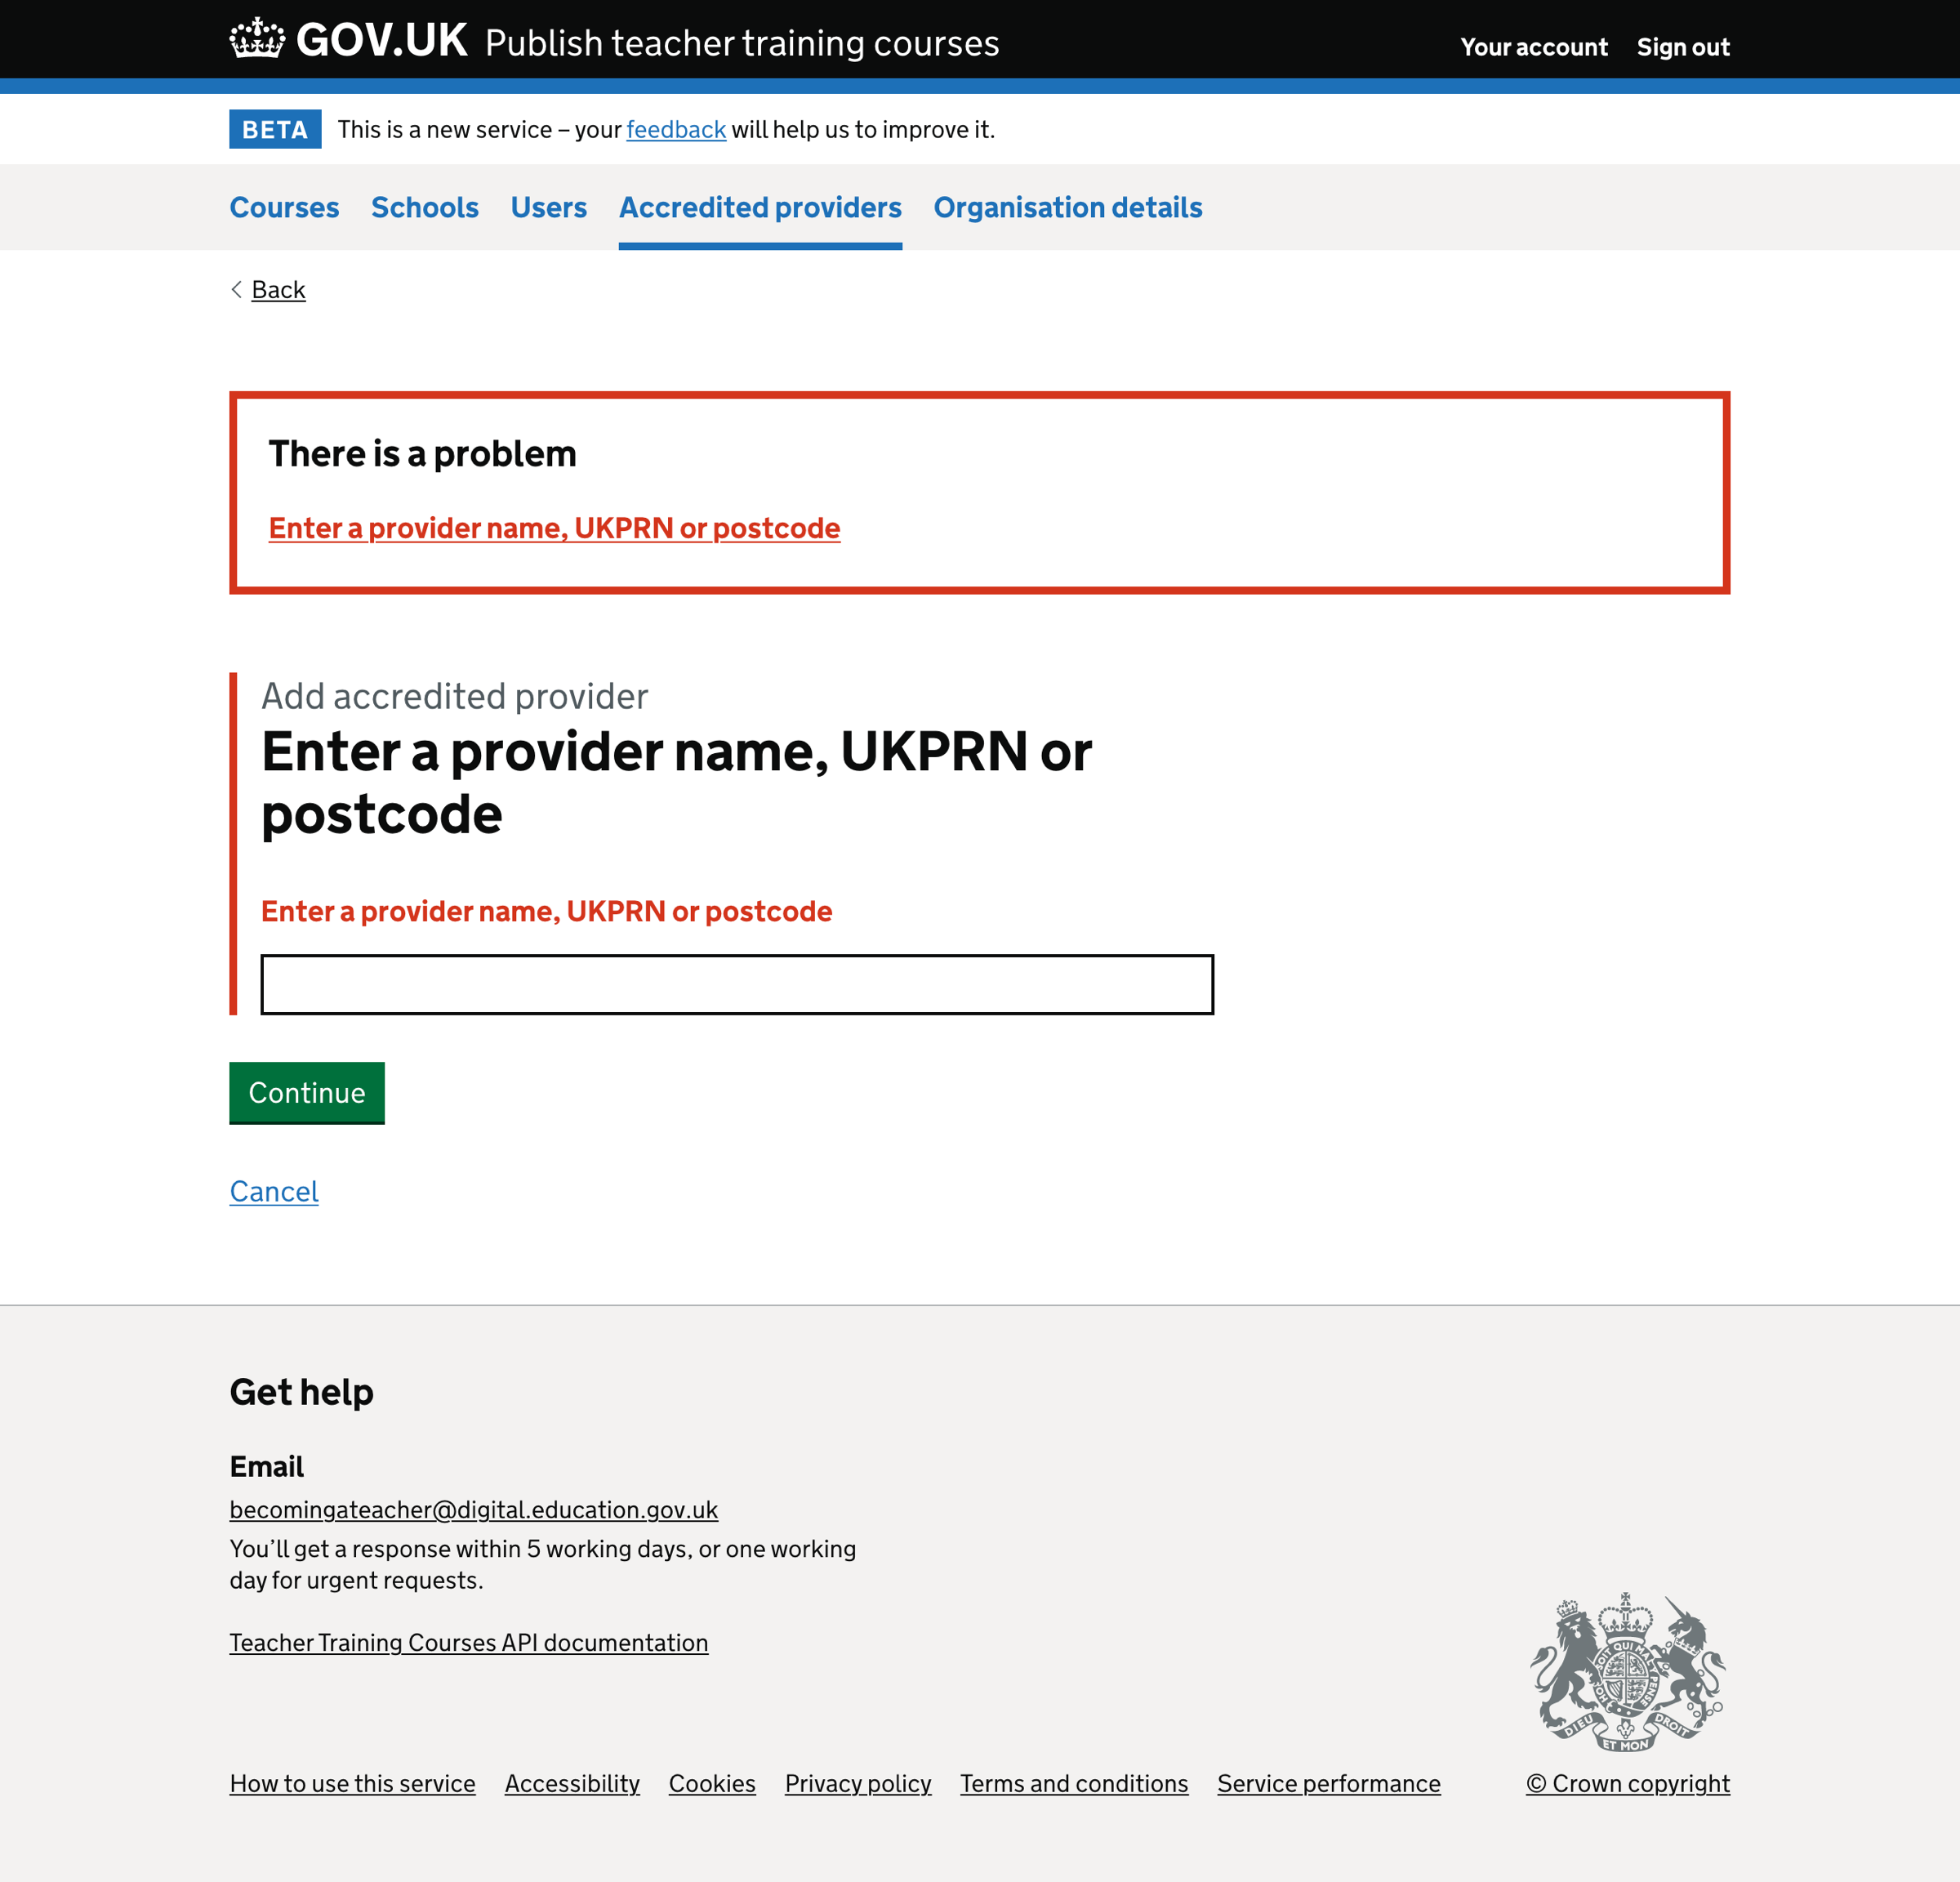 GOV.UK Publish teacher training courses
Your account Sign out
BETA This is a new service – your feedback will help us to improve it.
Courses Schools Users Accredited providers Organisation details
Back
There is a problem
Enter a provider name, UKPRN or postcode
Add accredited provider
Enter a provider name, UKPRN or
postcode
Enter a provider name, UKPRN or postcode
Continue
Cancel
Get help
Email
becomingateacher@digital.education.gov.uk
You’ll get a response within 5 working days, or one working
day for urgent requests.
Teacher Training Courses API documentation
DIEU ET MON DROIT
How to use this service Accessibility Cookies Privacy policy Terms and conditions Service performance
© Crown copyright